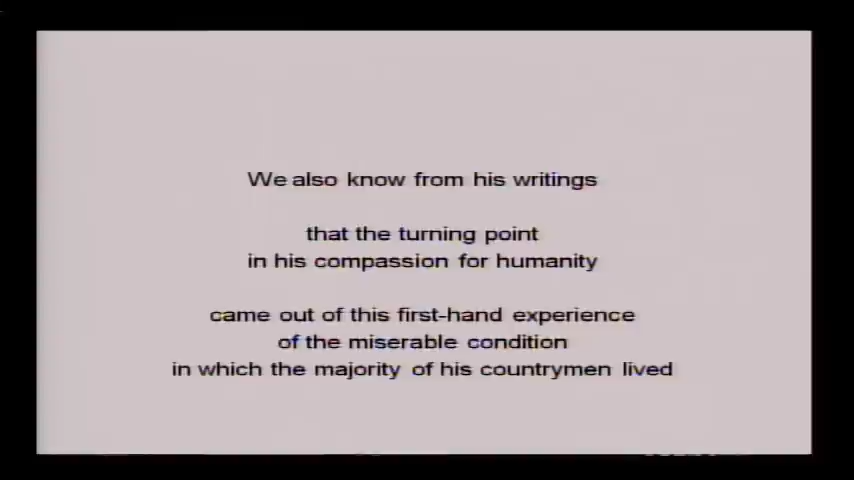 We also know from his writings
that the turning point
in his compassion for humanity
came out of this first-hand experience
of the miserable condition
in which the majority of his countrymen lived